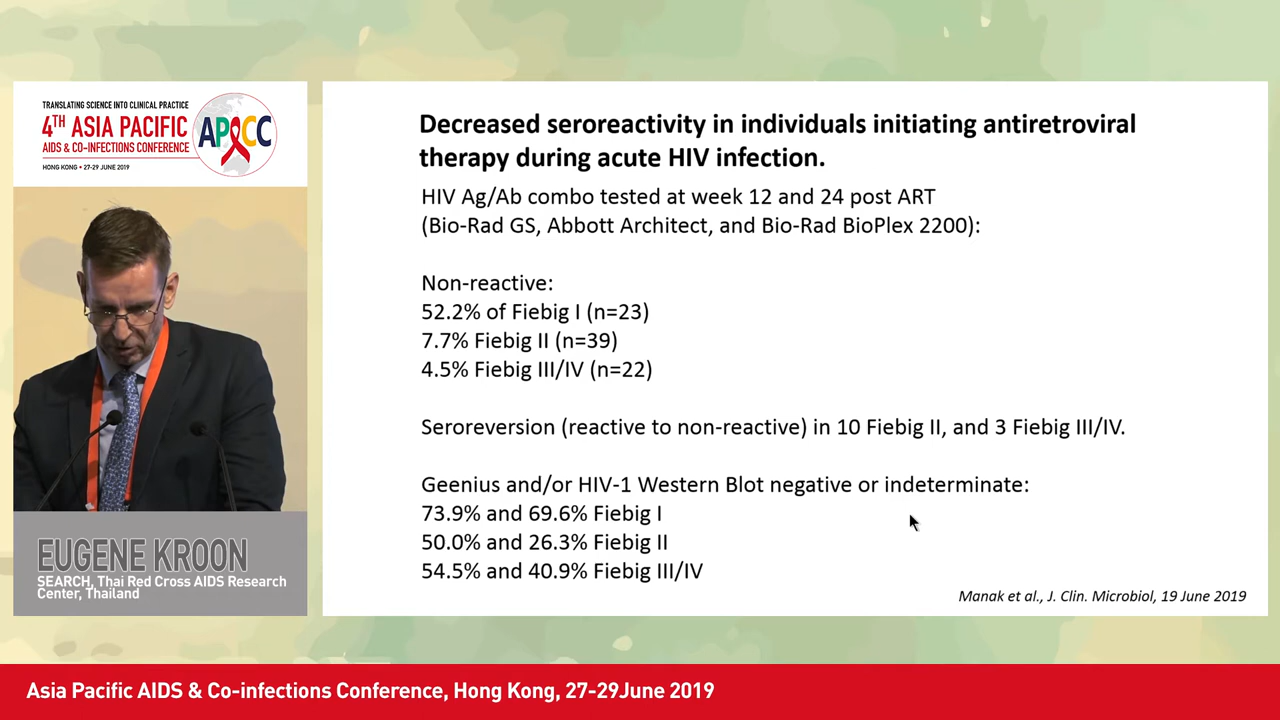 TRANSLATING SCIENCE INTO CLINICAL PRACTICE
4TH ASIA PACIFIC
AIDS & CO-INFECTIONS CONFERENCE
HONG KONG • 27-29 JUNE 2019
APACC
EUGENE KROON
SEARCH, Thai Red Cross AIDS Research
Center, Thailand
Decreased seroreactivity in individuals initiating antiretroviral
therapy during acute HIV infection.
HIV Ag/Ab combo tested at week 12 and 24 post ART
(Bio-Rad GS, Abbott Architect, and Bio-Rad BioPlex 2200):
Non-reactive:
52.2% of Fiebig I (n=23)
7.7% Fiebig II (n=39)
4.5% Fiebig III/IV (n=22)
Seroreversion (reactive to non-reactive) in 10 Fiebig II, and 3 Fiebig III/IV.
Geenius and/or HIV-1 Western Blot negative or indeterminate:
73.9% and 69.6% Fiebig I
50.0% and 26.3% Fiebig II
54.5% and 40.9% Fiebig III/IV
Manak et al., J. Clin. Microbiol, 19 June 2019
Asia Pacific AIDS & Co-infections Conference, Hong Kong, 27-29June 2019